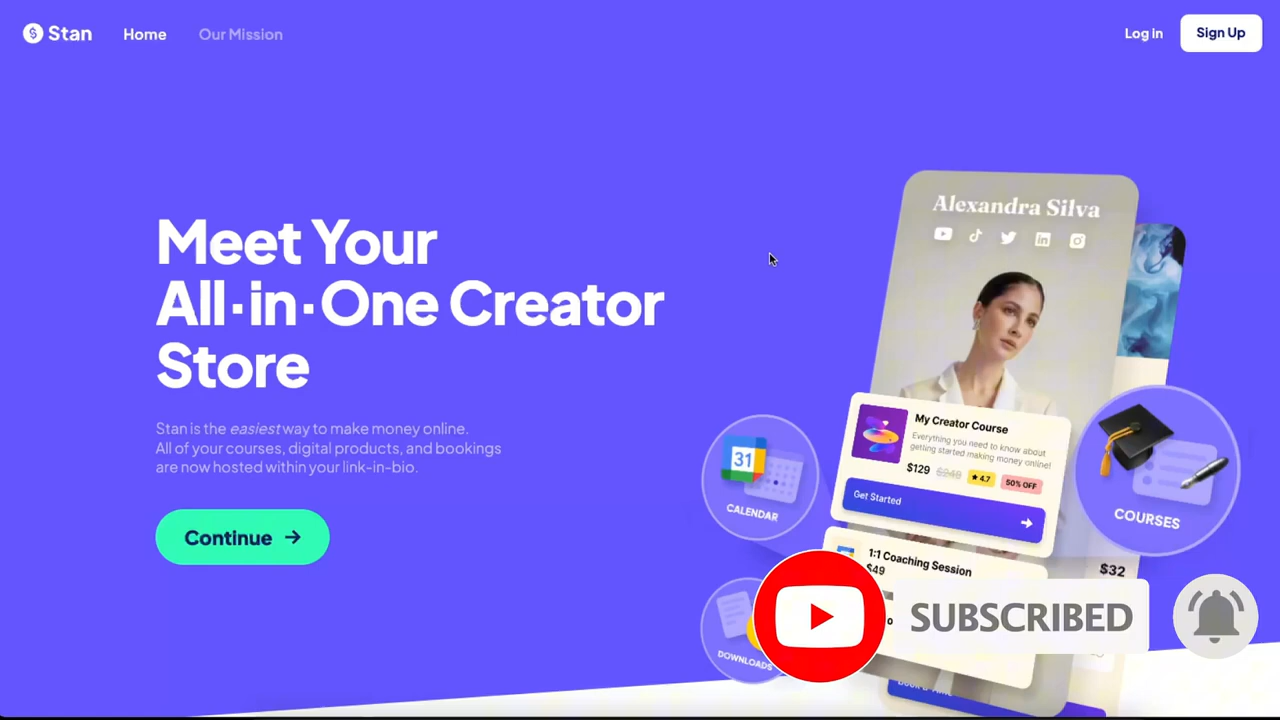 Stan
Home
Our Mission
Log in
Sign Up
Meet Your
All·in·One Creator
Store
Stan is the easiest way to make money online.
All of your courses, digital products, and bookings
are now hosted within your link-in-bio.
Continue →
Alexandra Silva
My Creator Course
Everything you need to know about
getting started making money online!
$129 $249 ★ 4.7 50% OFF
Get Started
31
CALENDAR
COURSES
1:1 Coaching Session
$49
$32
DOWNLOADS
SUBSCRIBED